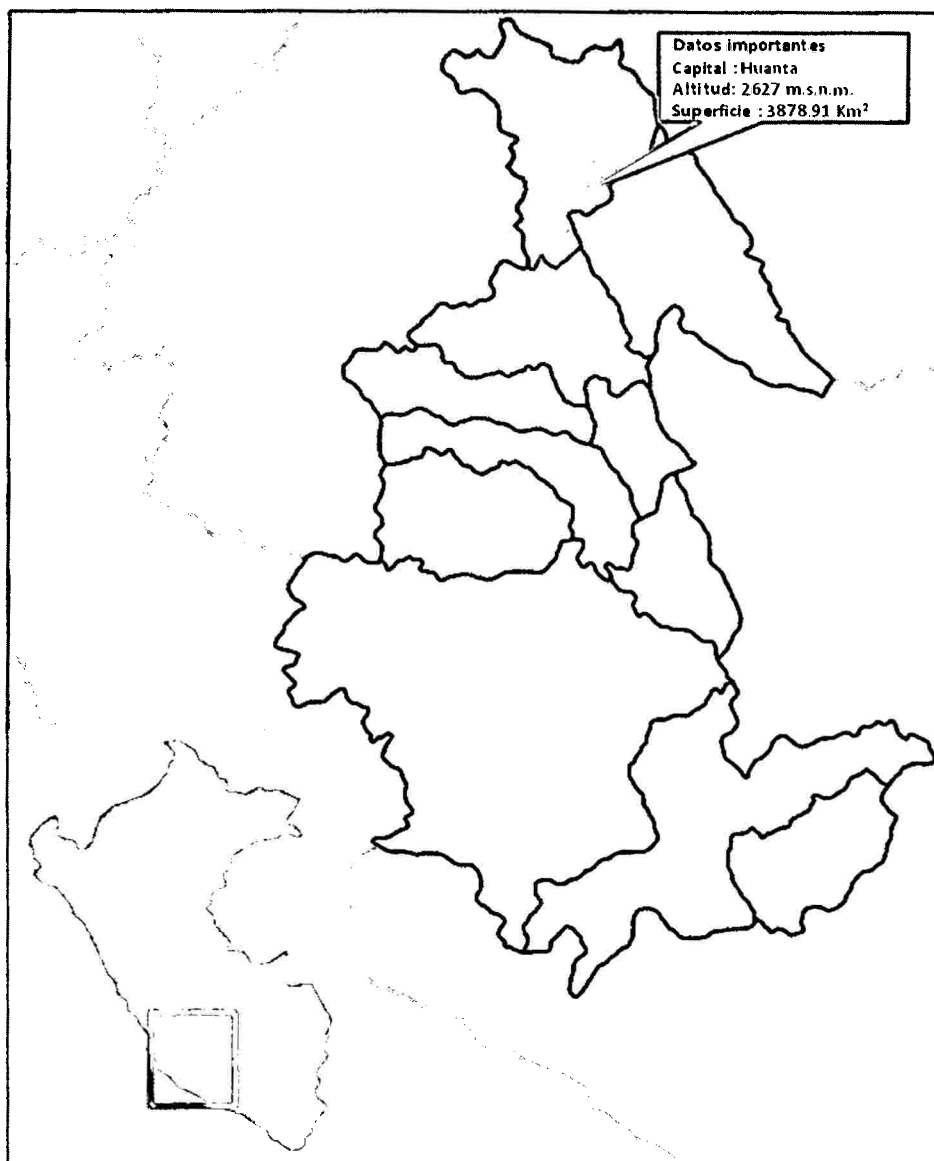 Datos importantes
Capital : Huanta
Altitud: 2627 m.s.n.m.
Superficie : 3878.91 Km²